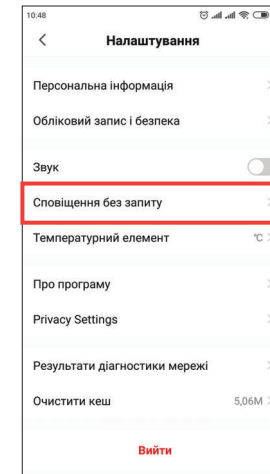 10:48
Налаштування
Персональна інформація
Обліковий запис і безпека
Звук
Сповіщення без запиту
Температурний елемент °C
Про програму
Privacy Settings
Результати діагностики мережі
Очистити кеш 5,06M
Вийти